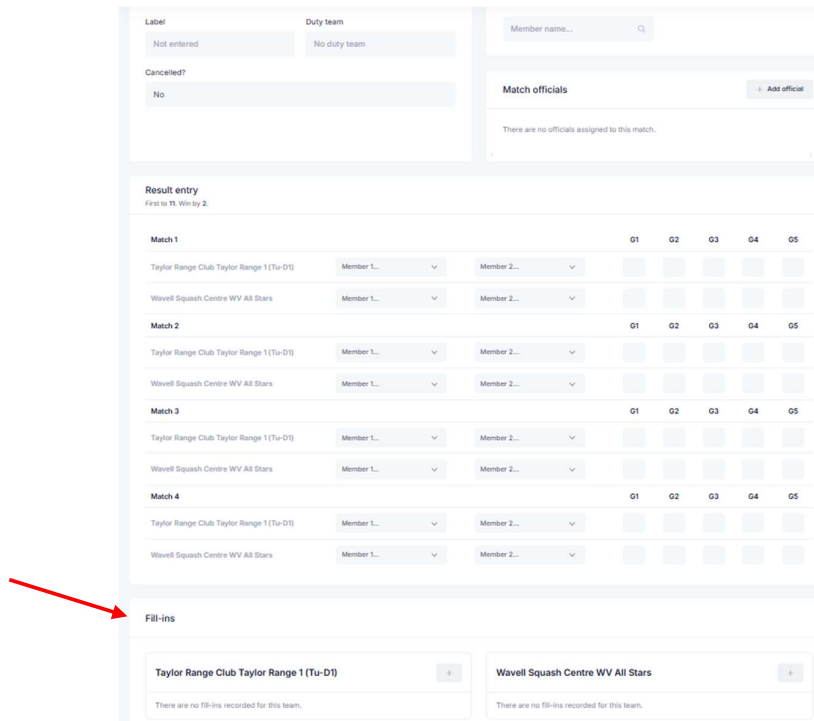 Label Duty team
Not entered No duty team
Cancelled?
No
Member name...
Match officials + Add official
There are no officials assigned to this match.
Result entry
First to 11. Win by 2.
Match 1 G1 G2 G3 G4 G5
Taylor Range Club Taylor Range 1 (Tu-D1) Member 1... Member 2...
Wavell Squash Centre WV All Stars Member 1... Member 2...
Match 2 G1 G2 G3 G4 G5
Taylor Range Club Taylor Range 1 (Tu-D1) Member 1... Member 2...
Wavell Squash Centre WV All Stars Member 1... Member 2...
Match 3 G1 G2 G3 G4 G5
Taylor Range Club Taylor Range 1 (Tu-D1) Member 1... Member 2...
Wavell Squash Centre WV All Stars Member 1... Member 2...
Match 4 G1 G2 G3 G4 G5
Taylor Range Club Taylor Range 1 (Tu-D1) Member 1... Member 2...
Wavell Squash Centre WV All Stars Member 1... Member 2...
Fill-ins
Taylor Range Club Taylor Range 1 (Tu-D1) + Wavell Squash Centre WV All Stars +
There are no fill-ins recorded for this team. There are no fill-ins recorded for this team.